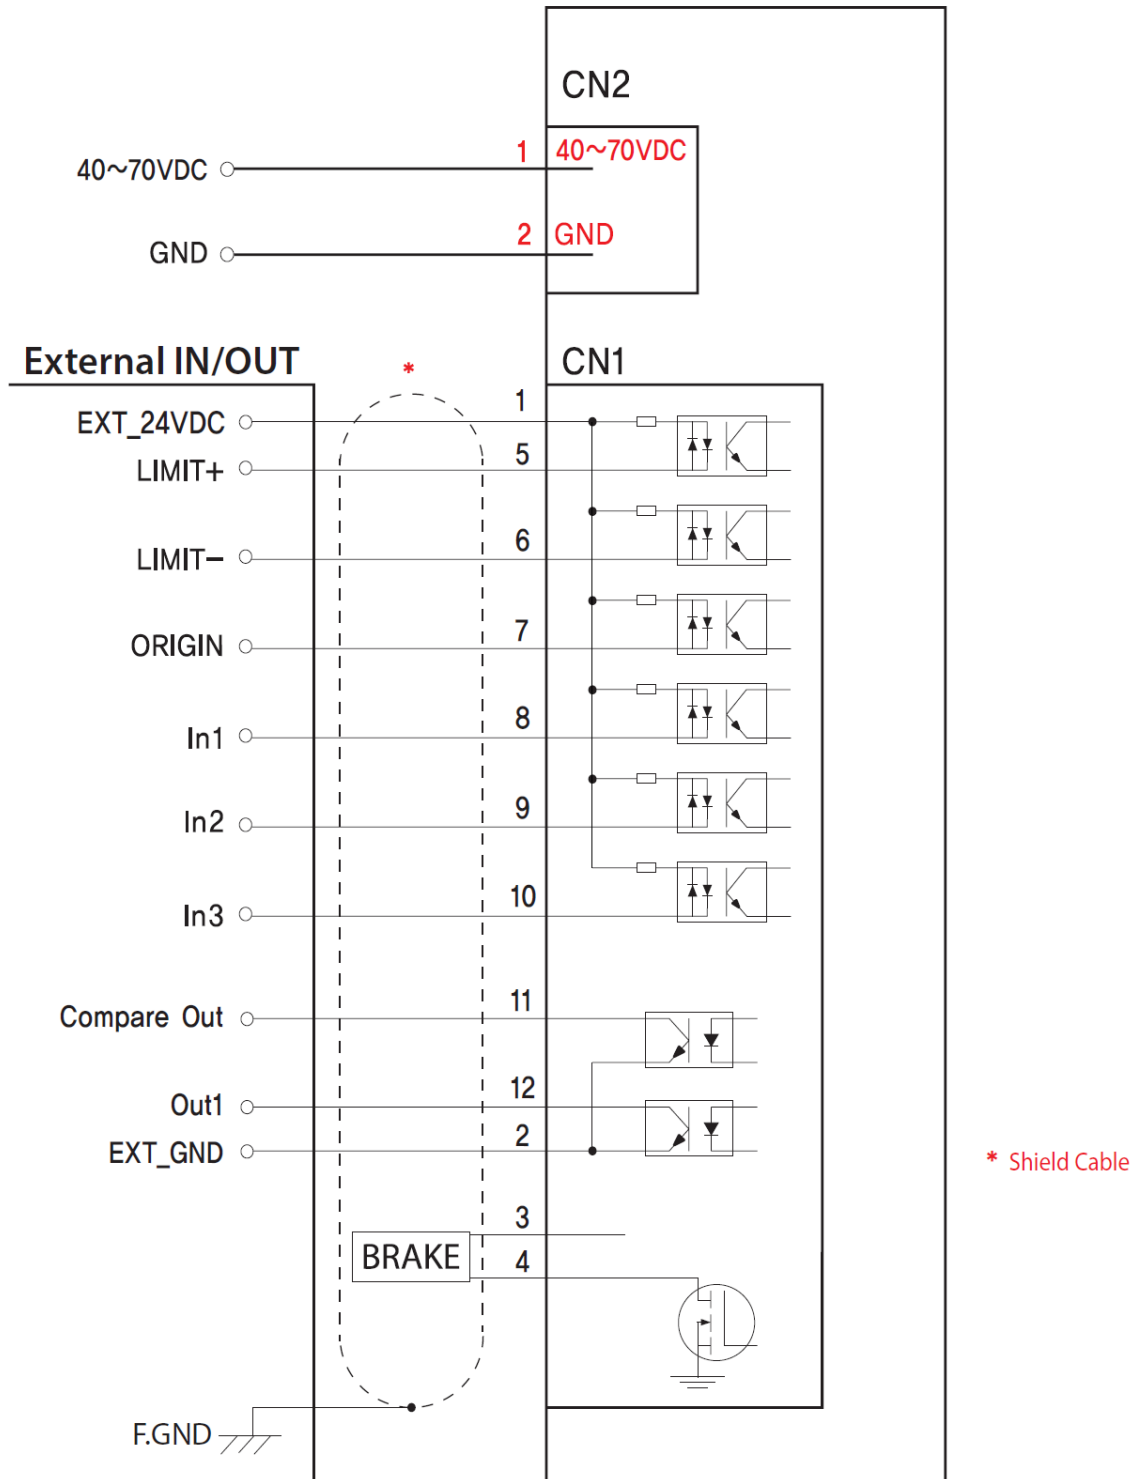 CN2
40~70VDC 1 40~70VDC
GND 2 GND
External IN/OUT * CN1
EXT_24VDC 1
LIMIT+ 5
LIMIT− 6
ORIGIN 7
In1 8
In2 9
In3 10
Compare Out 11
Out1 12
EXT_GND 2
* Shield Cable
3
BRAKE 4
F.GND